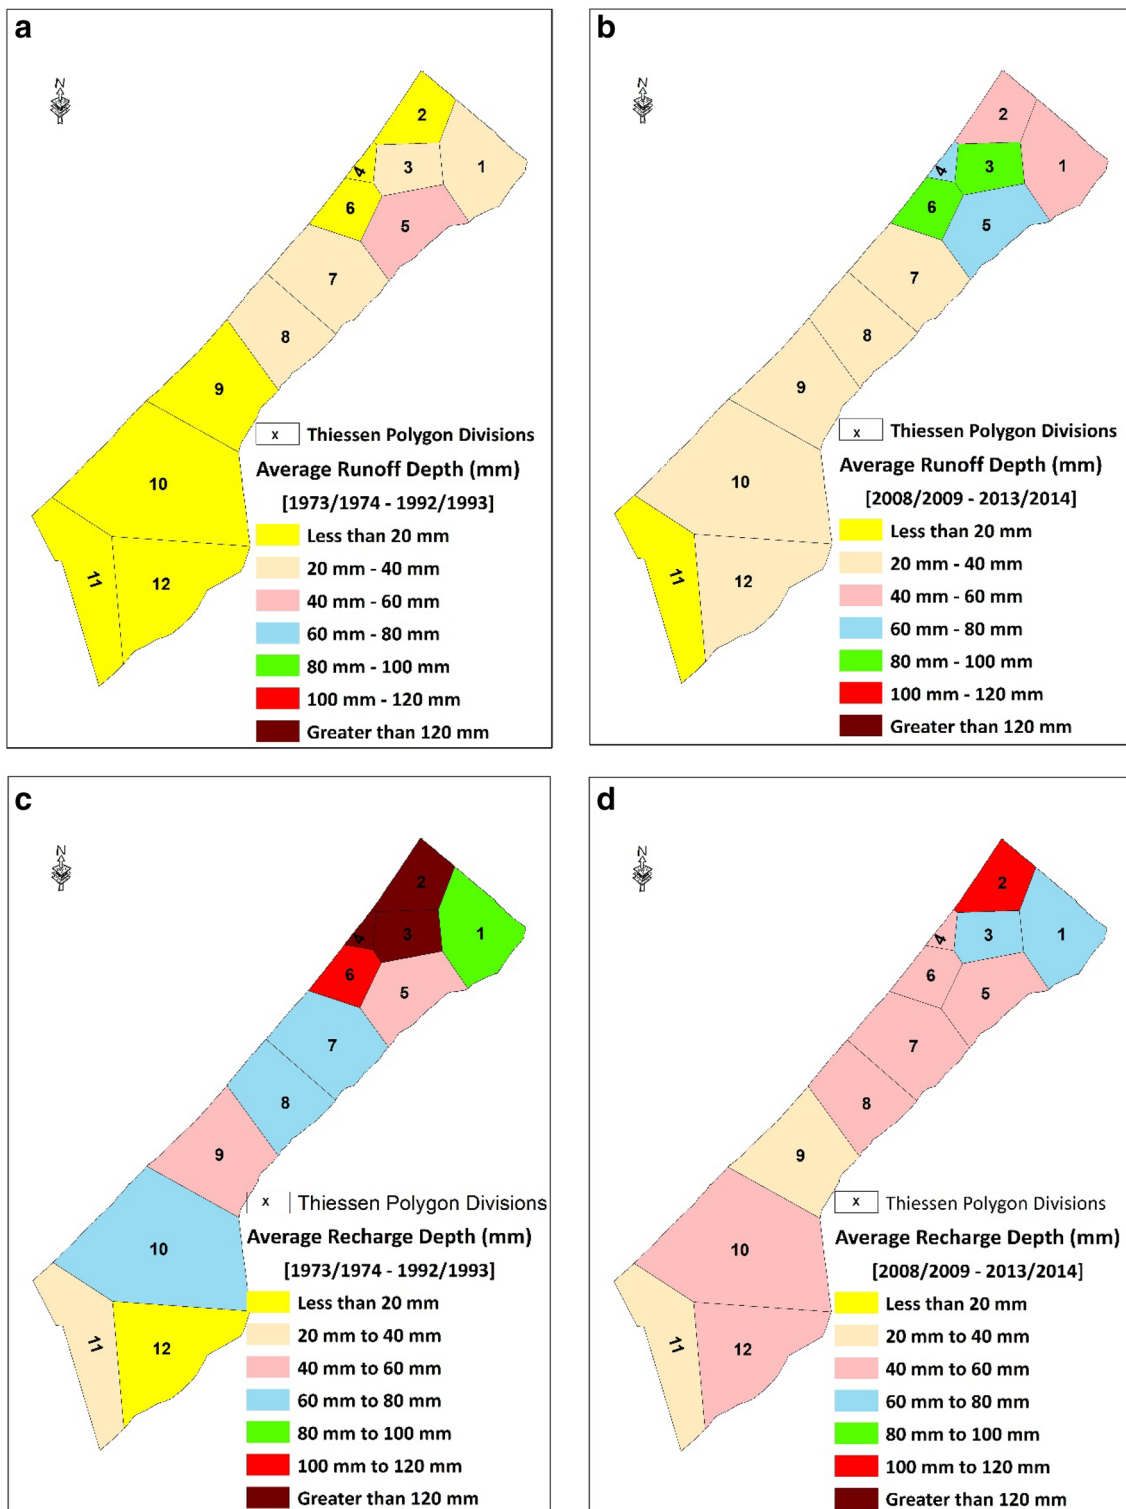 a
N
2
1
3
4
6
5
7
8
9
10
11
12
x Thiessen Polygon Divisions
Average Runoff Depth (mm)
[1973/1974 - 1992/1993]
Less than 20 mm
20 mm - 40 mm
40 mm - 60 mm
60 mm - 80 mm
80 mm - 100 mm
100 mm - 120 mm
Greater than 120 mm
b
N
2
1
3
4
6
5
7
8
9
10
11
12
x Thiessen Polygon Divisions
Average Runoff Depth (mm)
[2008/2009 - 2013/2014]
Less than 20 mm
20 mm - 40 mm
40 mm - 60 mm
60 mm - 80 mm
80 mm - 100 mm
100 mm - 120 mm
Greater than 120 mm
c
N
2
1
3
4
6
5
7
8
9
10
11
12
x Thiessen Polygon Divisions
Average Recharge Depth (mm)
[1973/1974 - 1992/1993]
Less than 20 mm
20 mm to 40 mm
40 mm to 60 mm
60 mm to 80 mm
80 mm to 100 mm
100 mm to 120 mm
Greater than 120 mm
d
N
2
1
3
4
6
5
7
8
9
10
11
12
x Thiessen Polygon Divisions
Average Recharge Depth (mm)
[2008/2009 - 2013/2014]
Less than 20 mm
20 mm to 40 mm
40 mm to 60 mm
60 mm to 80 mm
80 mm to 100 mm
100 mm to 120 mm
Greater than 120 mm